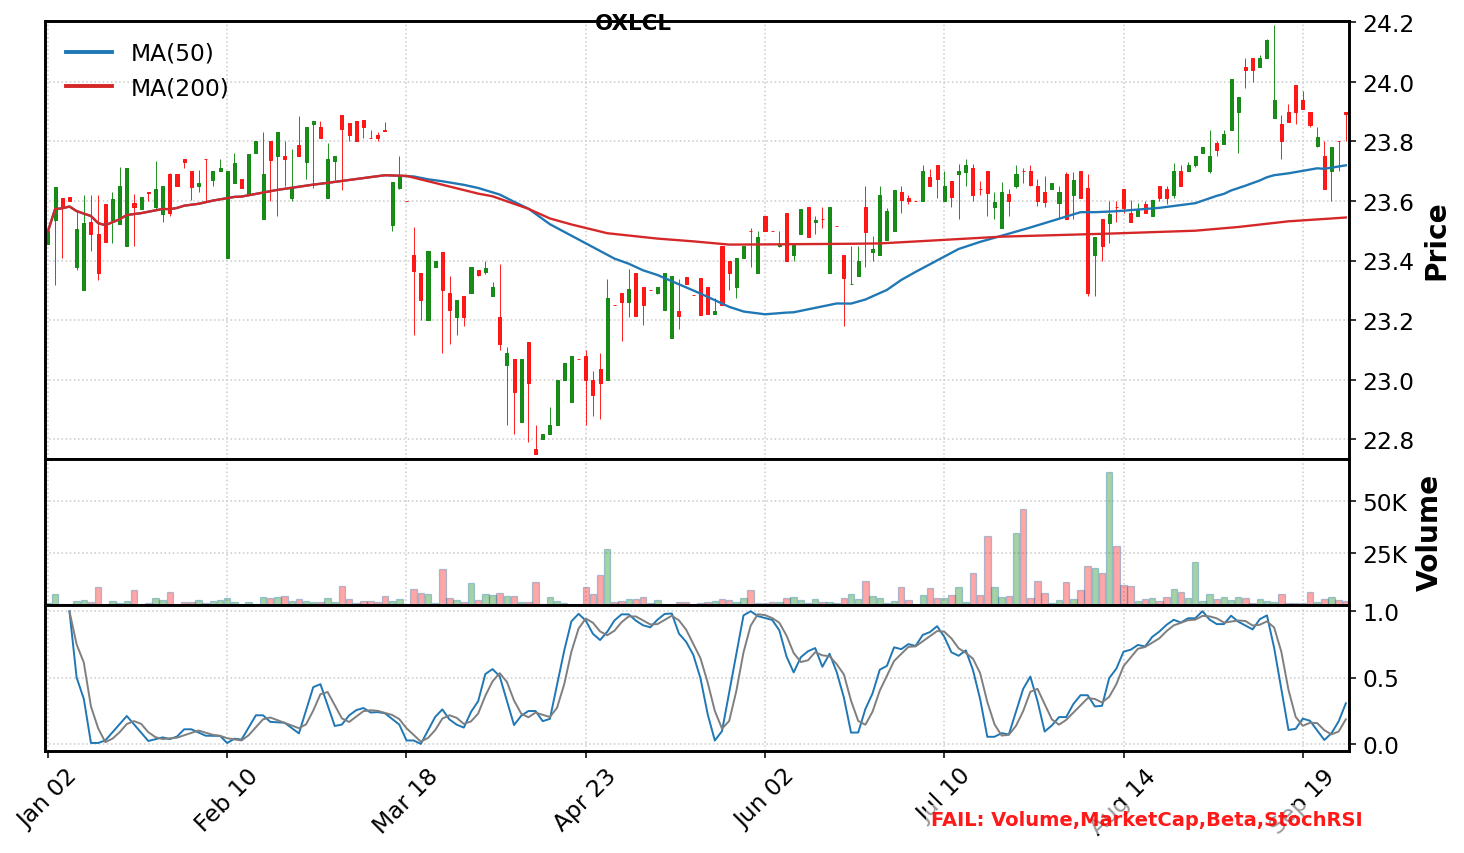 OXLCL
MA(50)
MA(200)
24.2
24.0
23.8
23.6
23.4
23.2
23.0
22.8
Price
50K
25K
Volume
1.0
0.5
0.0
Jan 02
Feb 10
Mar 18
Apr 23
Jun 02
Jul 10
Aug 14
Sep 19
FAIL: Volume,MarketCap,Beta,StochRSI